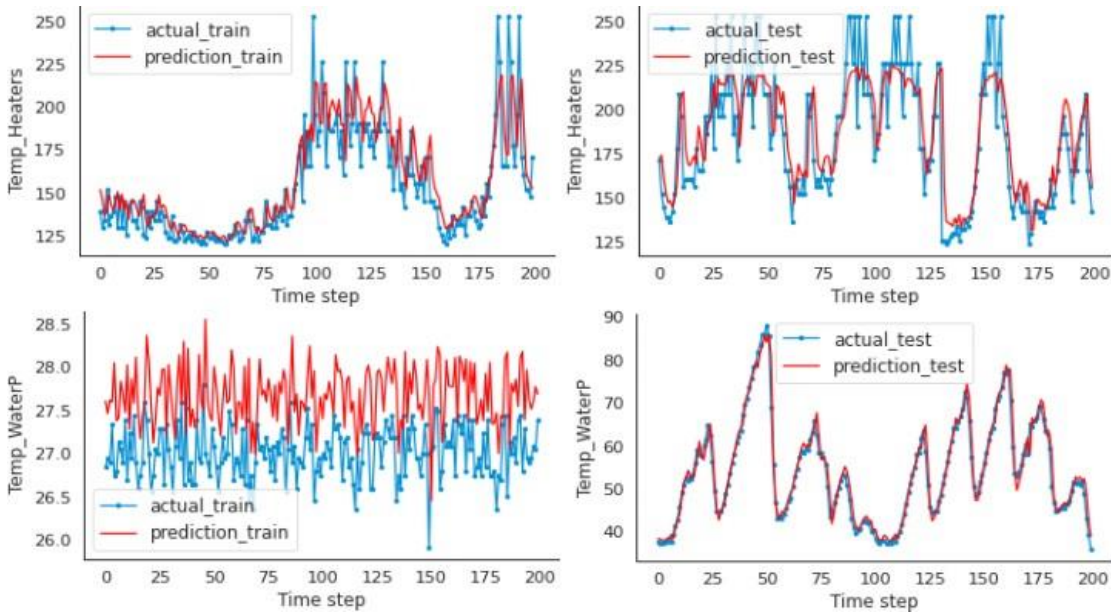 250
225
200
175
150
125
Temp_Heaters
actual_train
prediction_train
0 25 50 75 100 125 150 175 200
Time step
250
225
200
175
150
125
Temp_Heaters
actual_test
prediction_test
0 25 50 75 100 125 150 175 200
Time step
28.5
28.0
27.5
27.0
26.5
26.0
Temp_WaterP
actual_train
prediction_train
0 25 50 75 100 125 150 175 200
Time step
90
80
70
60
50
40
Temp_WaterP
actual_test
prediction_test
0 25 50 75 100 125 150 175 200
Time step